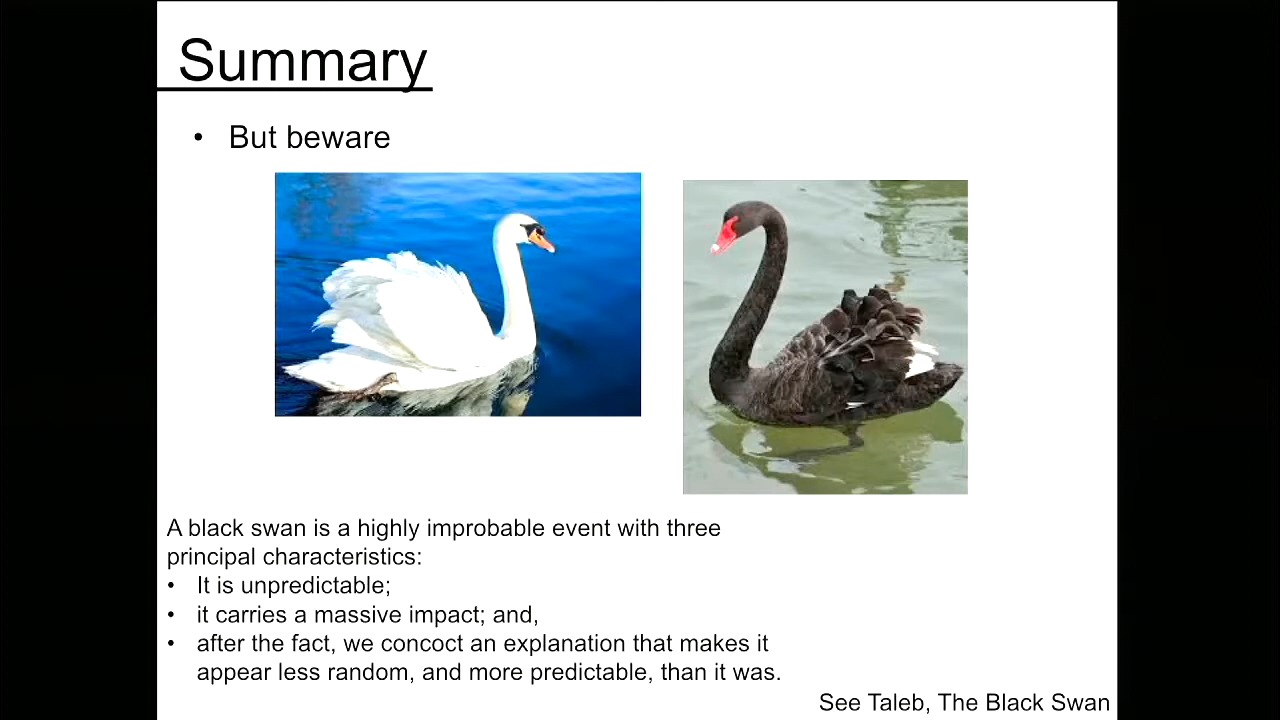 Summary
• But beware
A black swan is a highly improbable event with three
principal characteristics:
• It is unpredictable;
• it carries a massive impact; and,
• after the fact, we concoct an explanation that makes it
appear less random, and more predictable, than it was.
See Taleb, The Black Swan